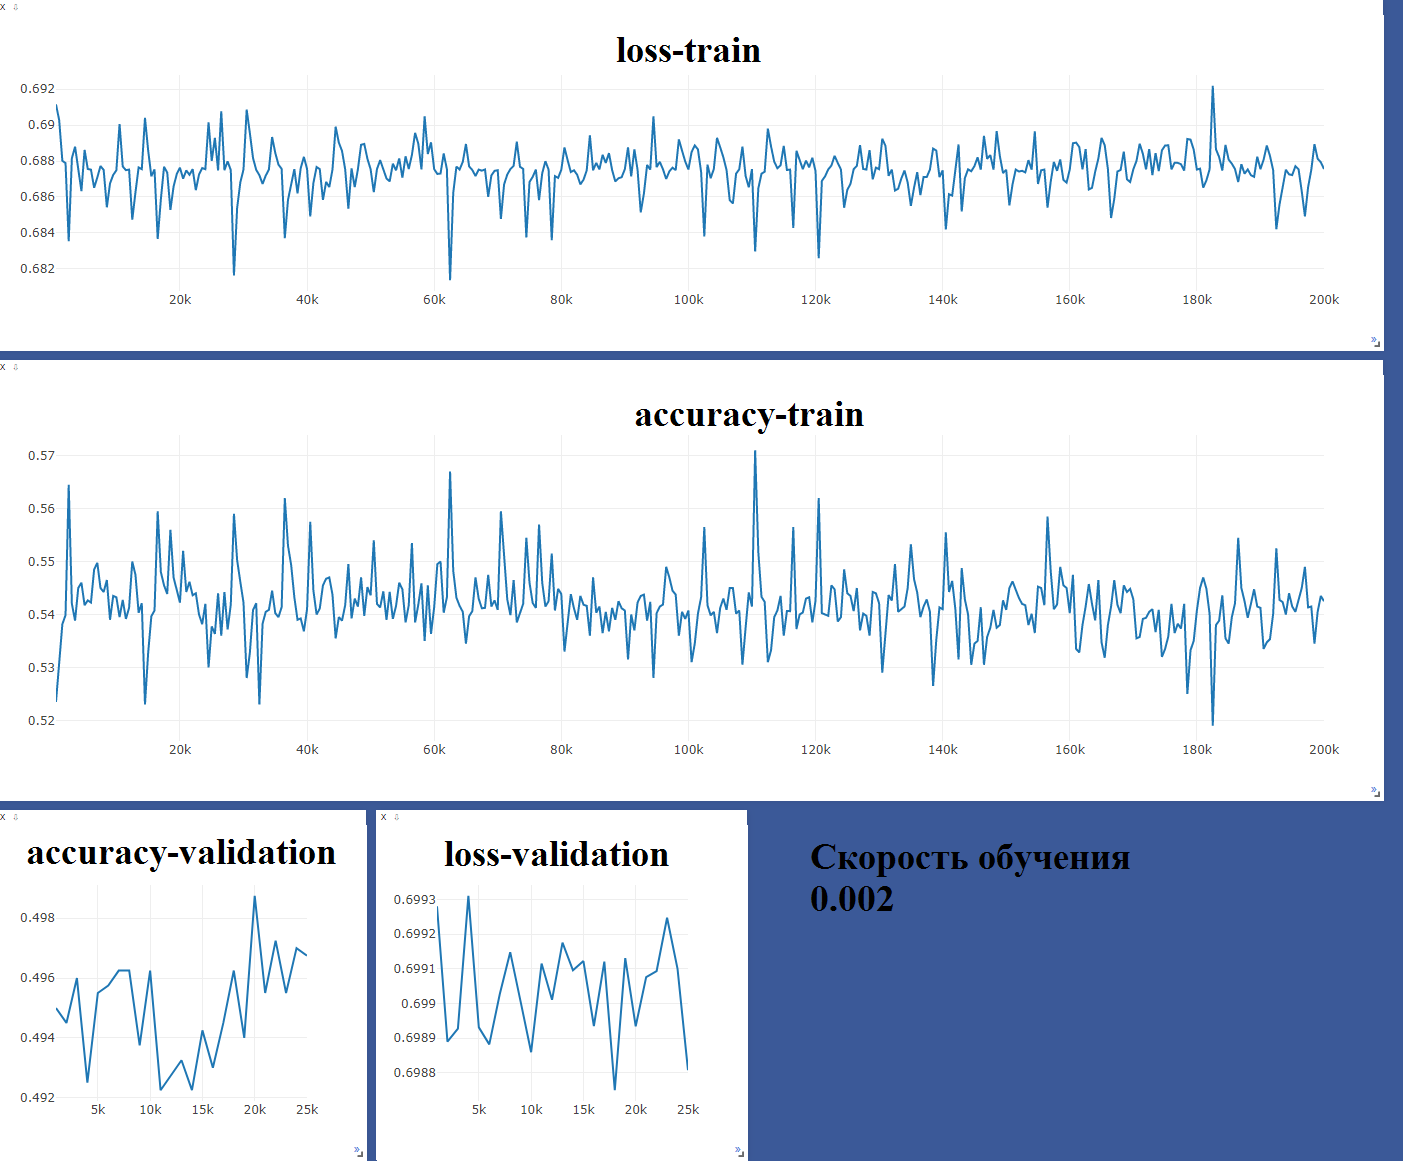 x ⇩
loss-train
0.692
0.69
0.688
0.686
0.684
0.682
20k 40k 60k 80k 100k 120k 140k 160k 180k 200k
»
x ⇩
accuracy-train
0.57
0.56
0.55
0.54
0.53
0.52
20k 40k 60k 80k 100k 120k 140k 160k 180k 200k
»
x ⇩
accuracy-validation
0.498
0.496
0.494
0.492
5k 10k 15k 20k 25k
»
x ⇩
loss-validation
0.6993
0.6992
0.6991
0.699
0.6989
0.6988
5k 10k 15k 20k 25k
»
Скорость обучения
0.002